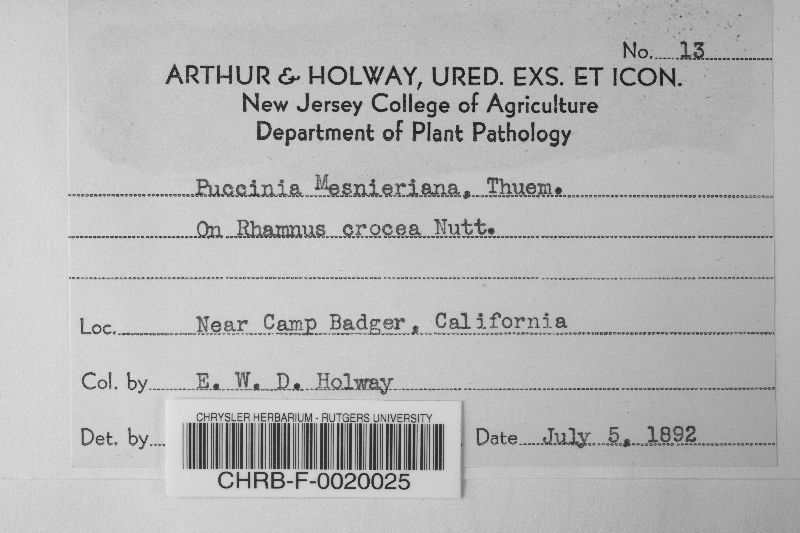 No. 13
ARTHUR & HOLWAY, URED. EXS. ET ICON.
New Jersey College of Agriculture
Department of Plant Pathology
Puccinia Mesnieriana, Thuem.
On Rhamnus crocea Nutt.
Loc. Near Camp Badger, California
Col. by E. W. D. Holway
Det. by Date July 5, 1892
CHRYSLER HERBARIUM - RUTGERS UNIVERSITY
CHRB-F-0020025